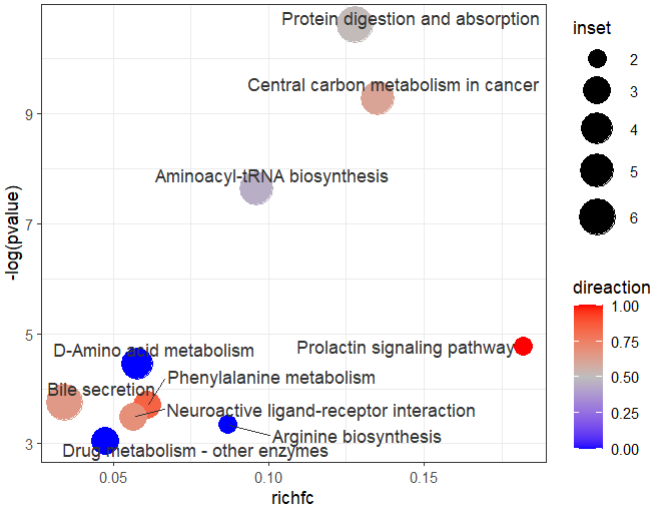 Protein digestion and absorption
Central carbon metabolism in cancer
Aminoacyl-tRNA biosynthesis
Prolactin signaling pathway
D-Amino acid metabolism
Phenylalanine metabolism
Bile secretion
Neuroactive ligand-receptor interaction
Arginine biosynthesis
Drug metabolism - other enzymes
-log(pvalue)
9
7
5
3
0.05
0.10
0.15
richfc
inset
2
3
4
5
6
direaction
1.00
0.75
0.50
0.25
0.00